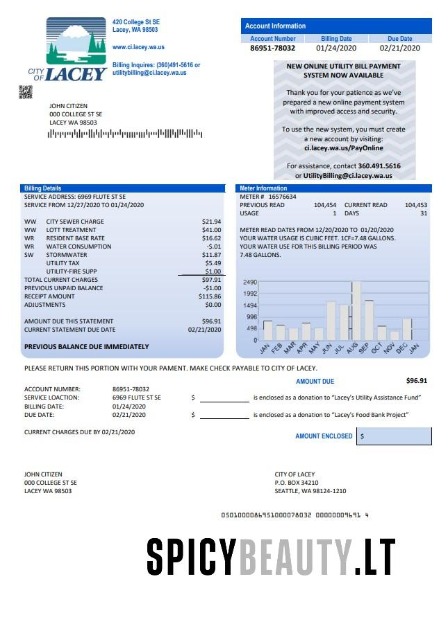 420 College St SE
Lacey, WA 98503
www.ci.lacey.wa.us
CITY OF LACEY
Billing Inquires: (360)491-5616 or
utilitybilling@ci.lacey.wa.us
Account Information
Account Number Billing Date Due Date
86951-78032 01/24/2020 02/21/2020
NEW ONLINE UTILITY BILL PAYMENT
SYSTEM NOW AVAILABLE
Thank you for your patience as we've
prepared a new online payment system
with improved access and security.
To use the new system, you must create
a new account by visiting:
ci.lacey.wa.us/PayOnline
For assistance, contact 360.491.5616
or UtilityBilling@ci.lacey.wa.us
JOHN CITIZEN
000 COLLEGE ST SE
LACEY WA 98503
Billing Details
SERVICE ADDRESS: 6969 FLUTE ST SE
SERVICE FROM 12/27/2020 TO 01/24/2020
WW CITY SEWER CHARGE $21.94
WW LOTT TREATMENT $41.00
WR RESIDENT BASE RATE $16.62
WR WATER CONSUMPTION -5.01
SW STORMWATER $11.87
UTILITY TAX $5.49
UTILITY-FIRE SUPP $1.00
TOTAL CURRENT CHARGES $97.91
PREVIOUS UNPAID BALANCE -$1.00
RECEIPT AMOUNT $115.86
ADJUSTMENTS $0.00
AMOUNT DUE THIS STATEMENT $96.91
CURRENT STATEMENT DUE DATE 02/21/2020
PREVIOUS BALANCE DUE IMMEDIATELY
Meter Information
METER # 16576634
PREVIOUS READ 104,454 CURRENT READ 104,453
USAGE 1 DAYS 31
METER READ DATES FROM 12/20/2020 TO 01/20/2020
YOUR WATER USAGE IS CUBIC FEET. 1CF=7.48 GALLONS.
YOUR WATER USE FOR THIS BILLING PERIOD WAS
7.48 GALLONS.
2490
1992
1494
996
498
0
JAN FEB MAR APR MAY JUN JUL AUG SEP OCT NOV DEC JAN
PLEASE RETURN THIS PORTION WITH YOUR PAMENT. MAKE CHECK PAYABLE TO CITY OF LACEY.
AMOUNT DUE $96.91
ACCOUNT NUMBER: 86951-78032
SERVICE LOACTION: 6969 FLUTE ST SE $ is enclosed as a donation to "Lacey's Utility Assistance Fund"
BILLING DATE: 01/24/2020
DUE DATE: 02/21/2020 $ is enclosed as a donation to "Lacey's Food Bank Project"
CURRENT CHARGES DUE BY 02/21/2020
AMOUNT ENCLOSED $
JOHN CITIZEN
000 COLLEGE ST SE
LACEY WA 98503
CITY OF LACEY
P.O. BOX 34210
SEATTLE, WA 98124-1210
SPICYBEAUTY.LT